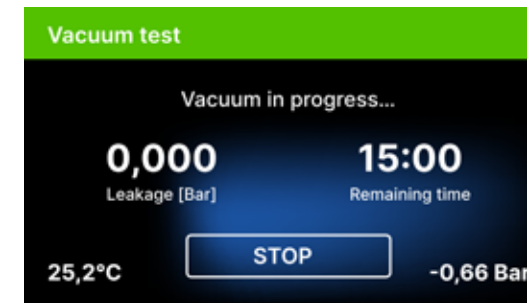 Vacuum test
Vacuum in progress...
0,000 15:00
Leakage [Bar] Remaining time
STOP
25,2°C -0,66 Bar